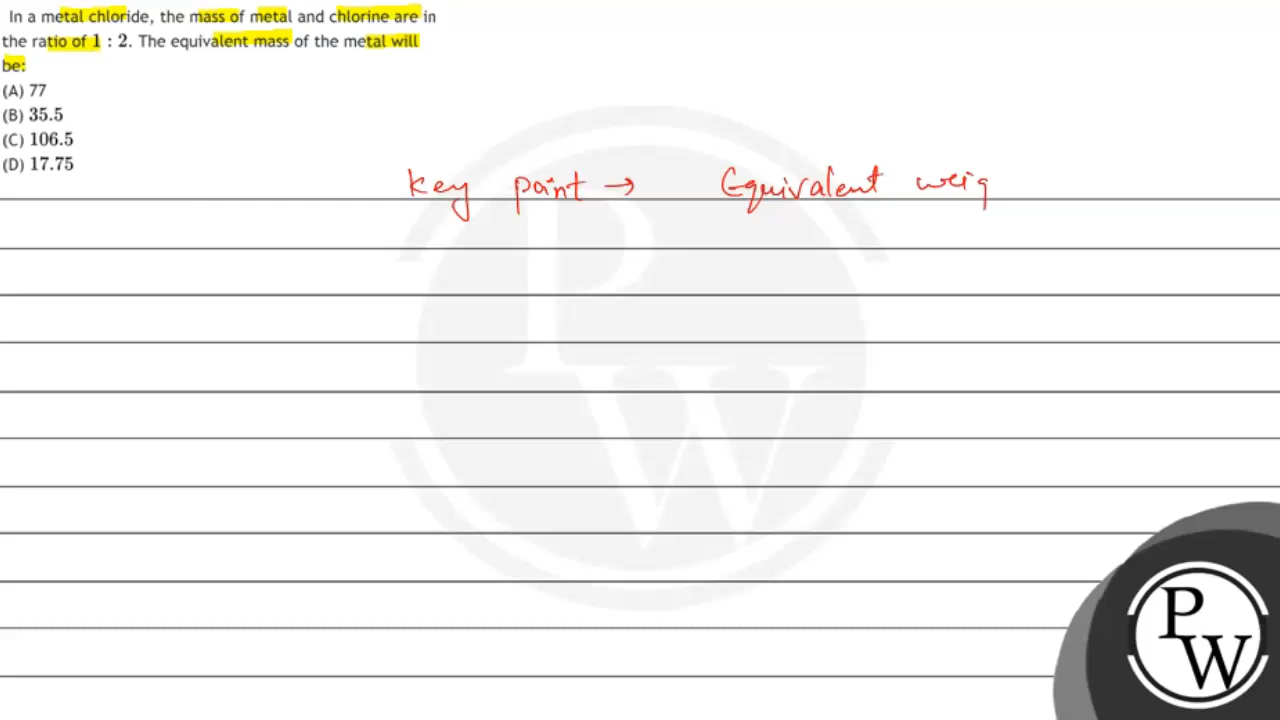 In a metal chloride, the mass of metal and chlorine are in
the ratio of 1 : 2. The equivalent mass of the metal will
be:
(A) 77
(B) 35.5
(C) 106.5
(D) 17.75
Key point → Equivalent weig
P
W
P
W